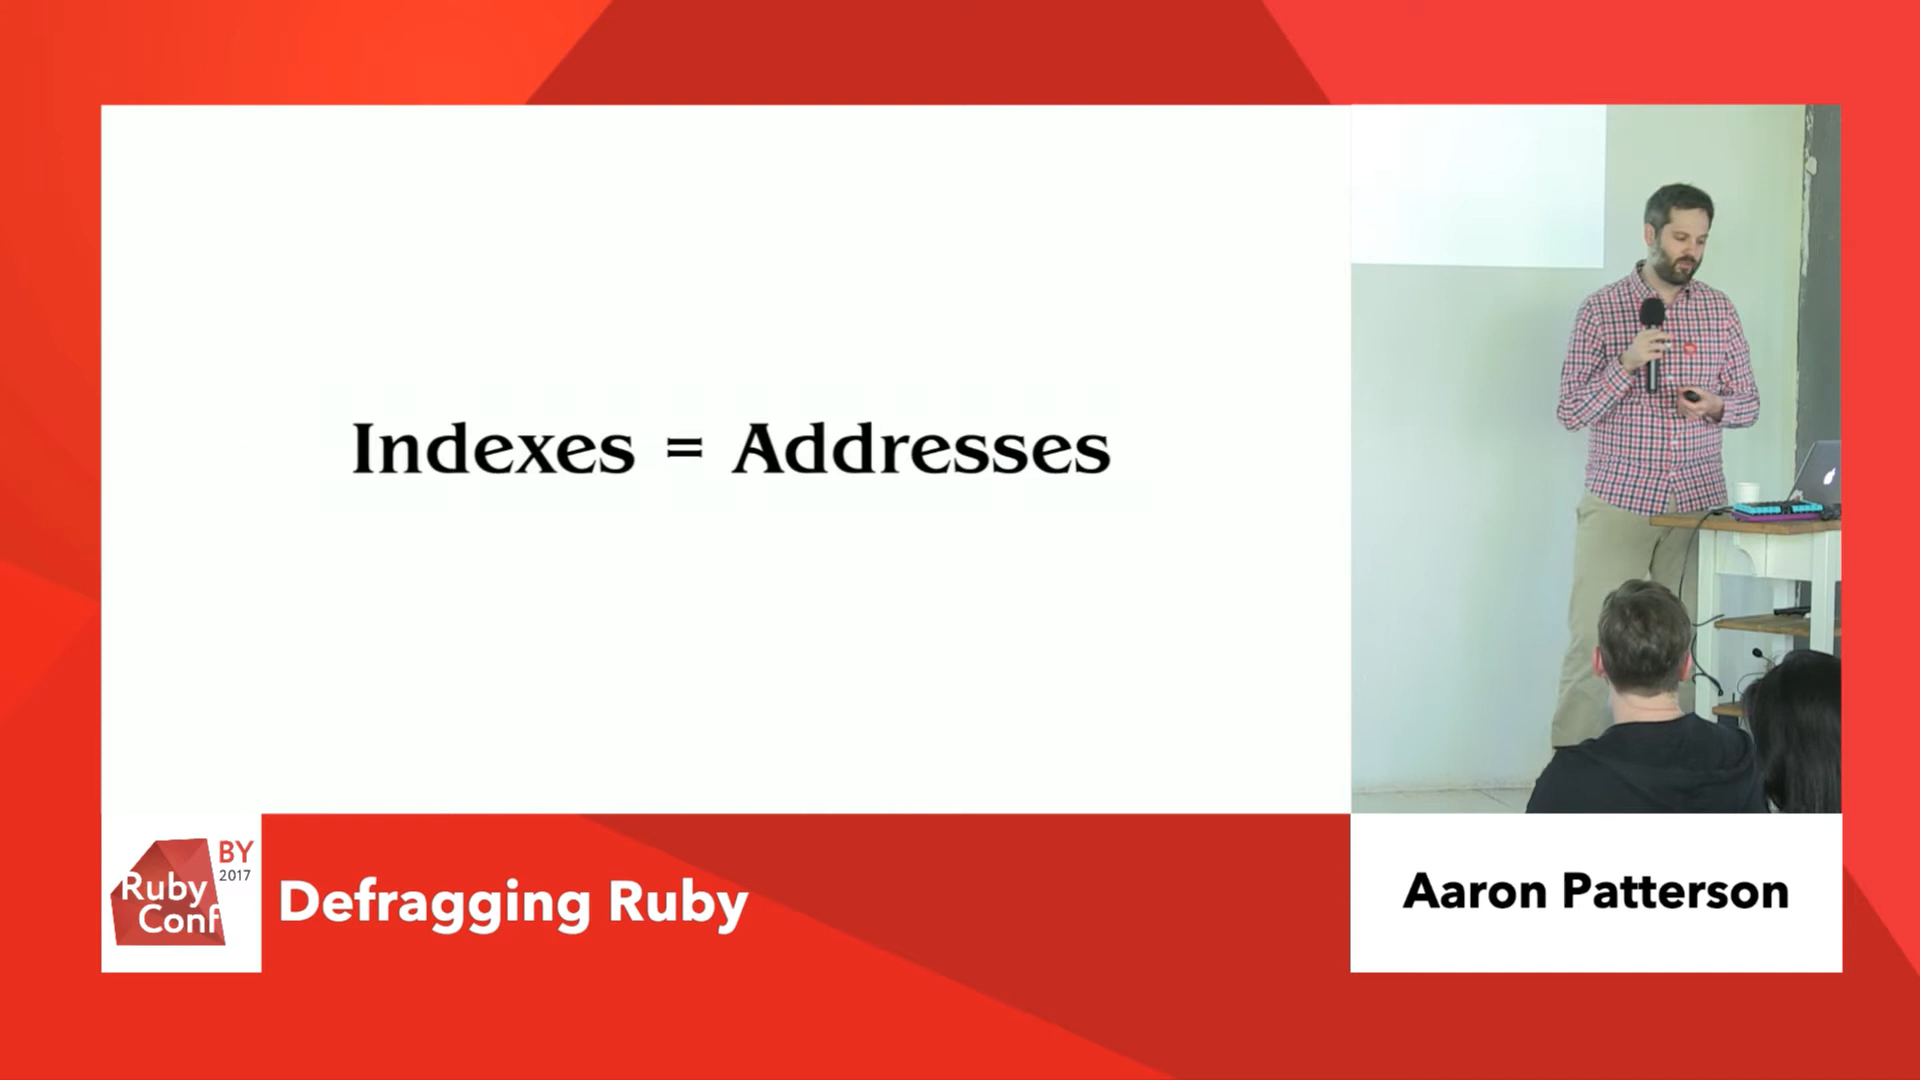 Indexes = Addresses
Ruby
Conf
BY
2017
Defragging Ruby
Aaron Patterson